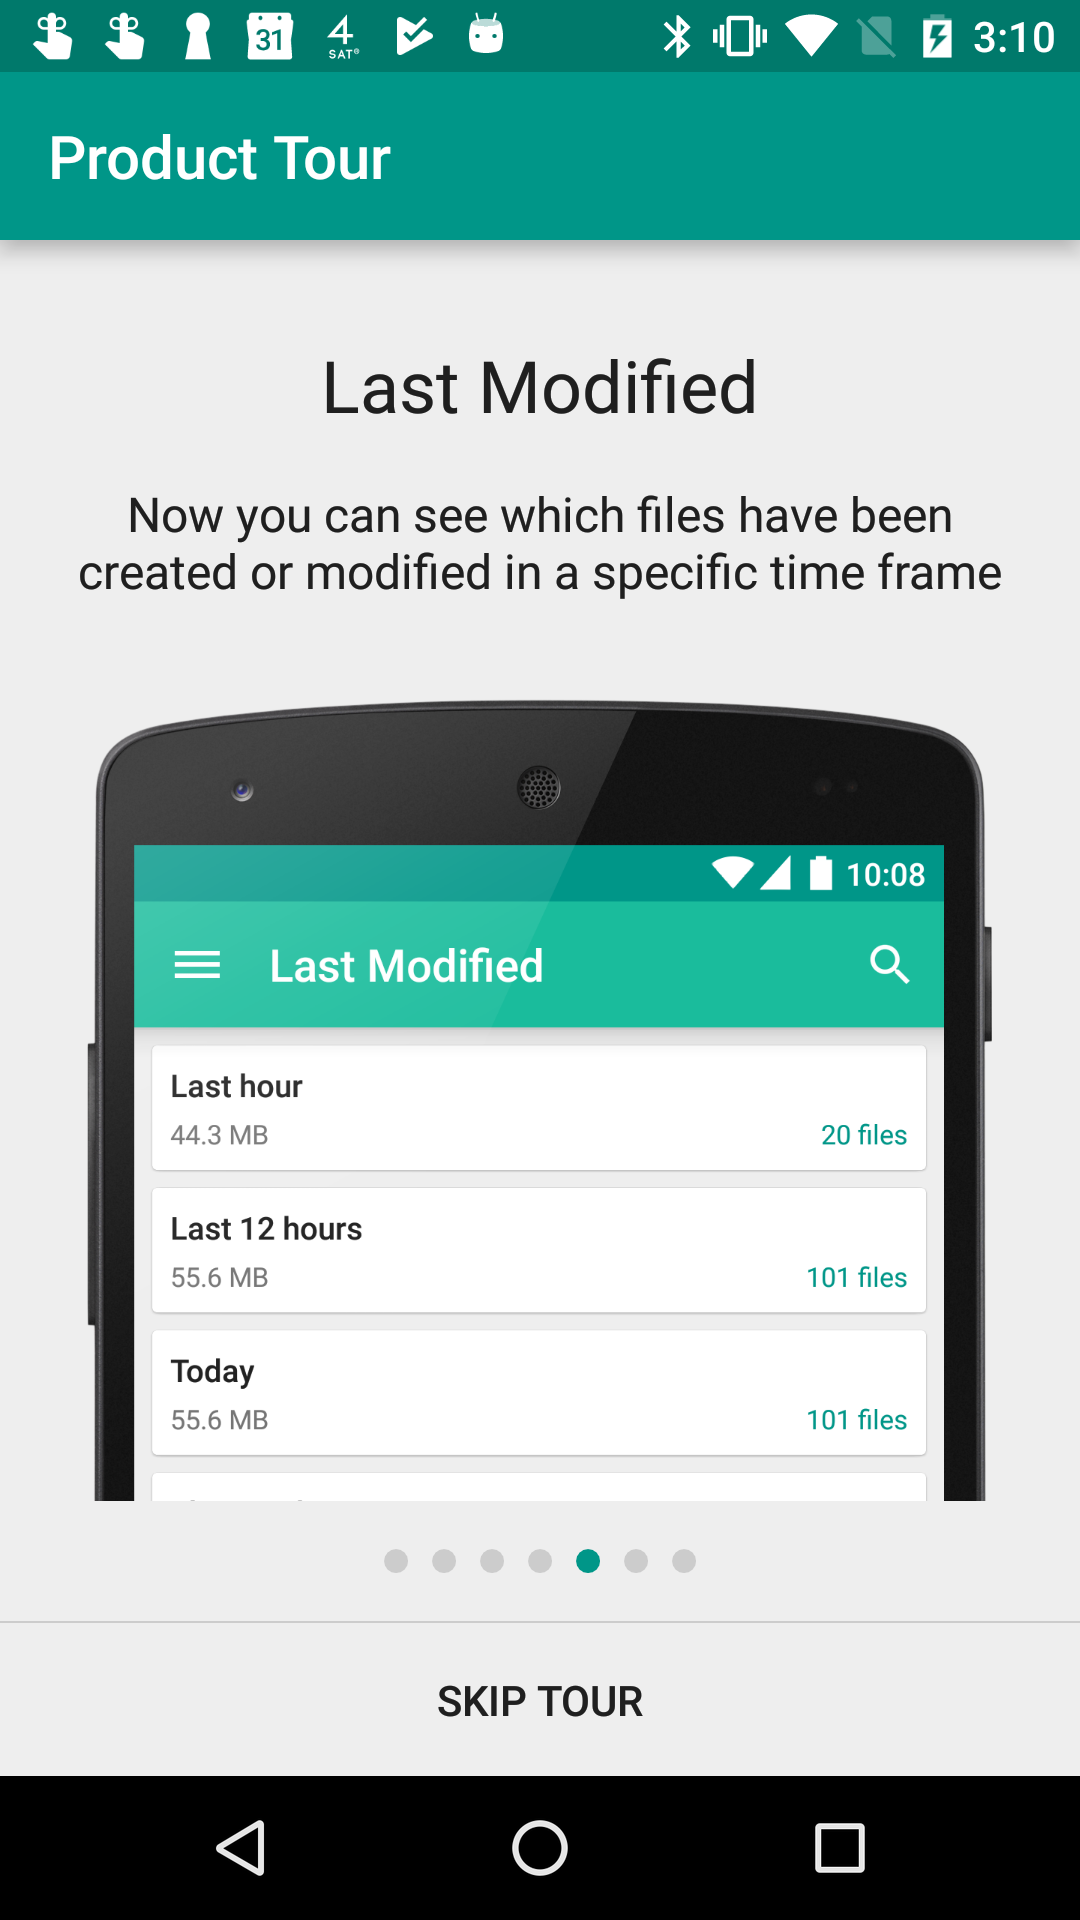 31
4
SAT®
3:10
Product Tour
Last Modified
Now you can see which files have been
created or modified in a specific time frame
10:08
Last Modified
Last hour
44.3 MB
20 files
Last 12 hours
55.6 MB
101 files
Today
55.6 MB
101 files
SKIP TOUR